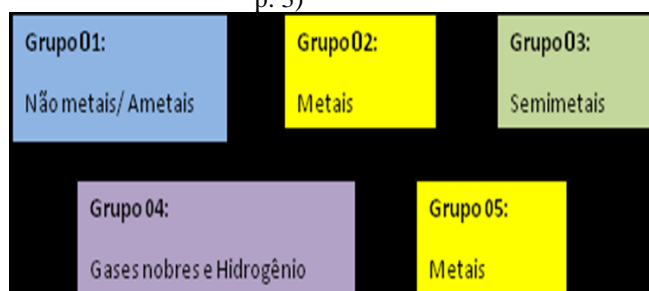 p. 3)
Grupo 01:
Não metais/ Ametais
Grupo 02:
Metais
Grupo 03:
Semimetais
Grupo 04:
Gases nobres e Hidrogênio
Grupo 05:
Metais